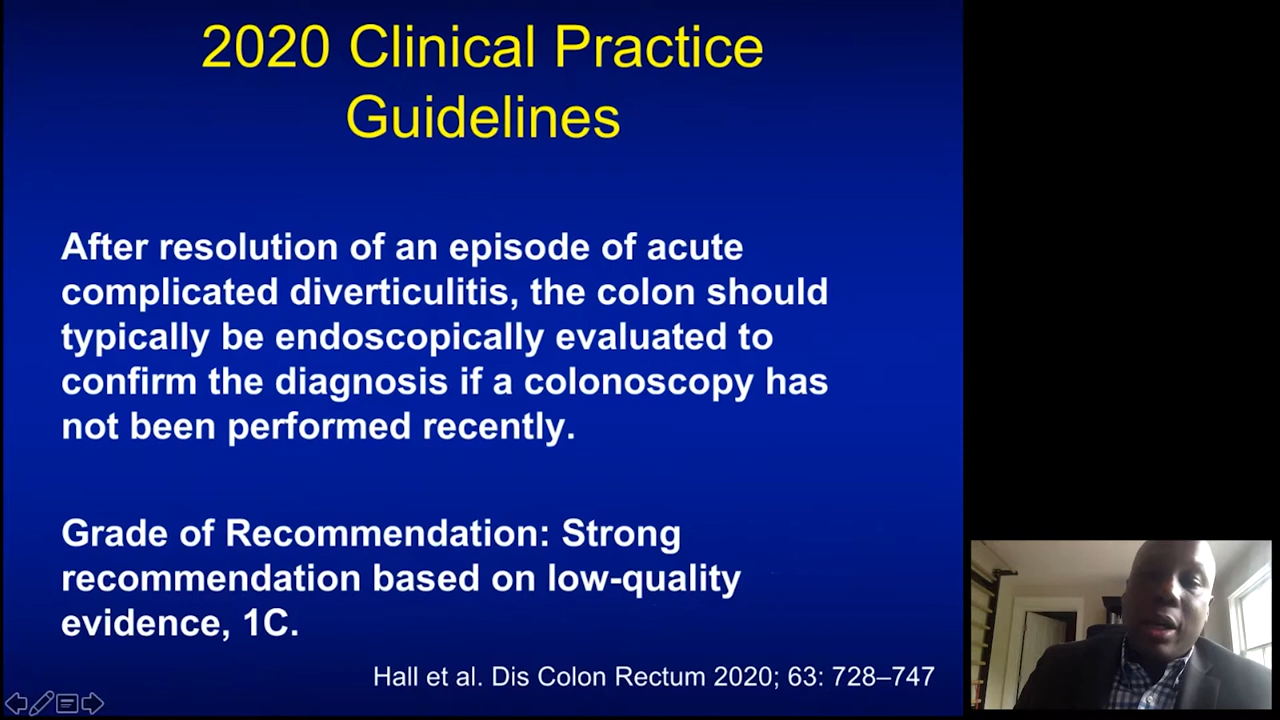 2020 Clinical Practice
Guidelines
After resolution of an episode of acute
complicated diverticulitis, the colon should
typically be endoscopically evaluated to
confirm the diagnosis if a colonoscopy has
not been performed recently.
Grade of Recommendation: Strong
recommendation based on low-quality
evidence, 1C.
Hall et al. Dis Colon Rectum 2020; 63: 728–747